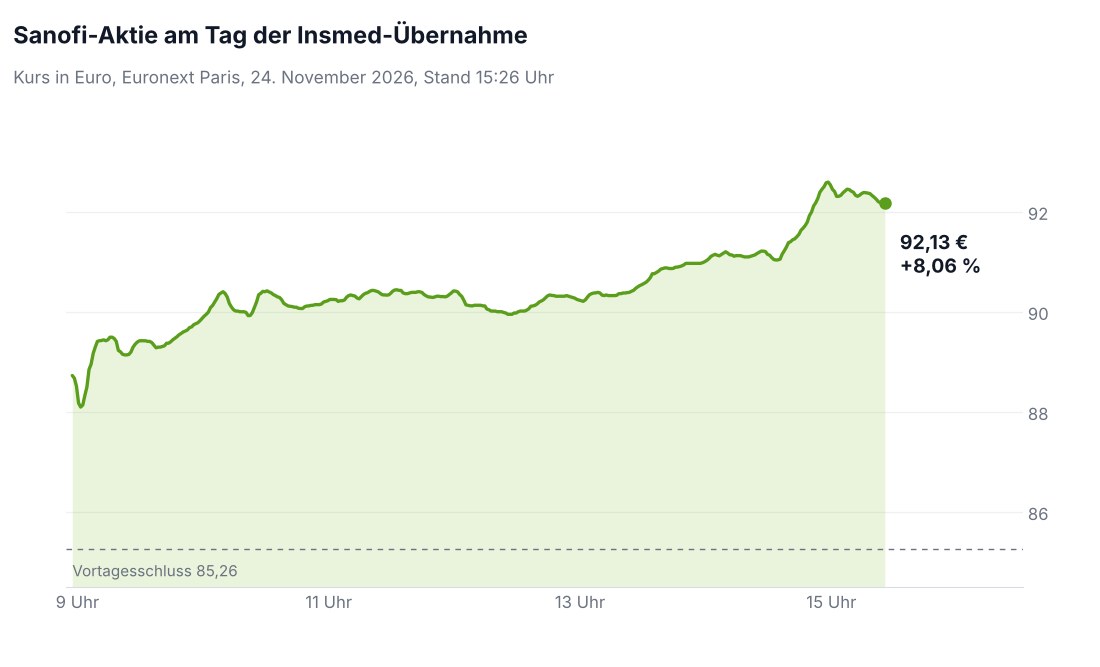 Sanofi-Aktie am Tag der Insmed-Übernahme
Kurs in Euro, Euronext Paris, 24. November 2026, Stand 15:26 Uhr
92
92,13 €
+8,06 %
90
88
86
Vortagesschluss 85,26
9 Uhr
11 Uhr
13 Uhr
15 Uhr